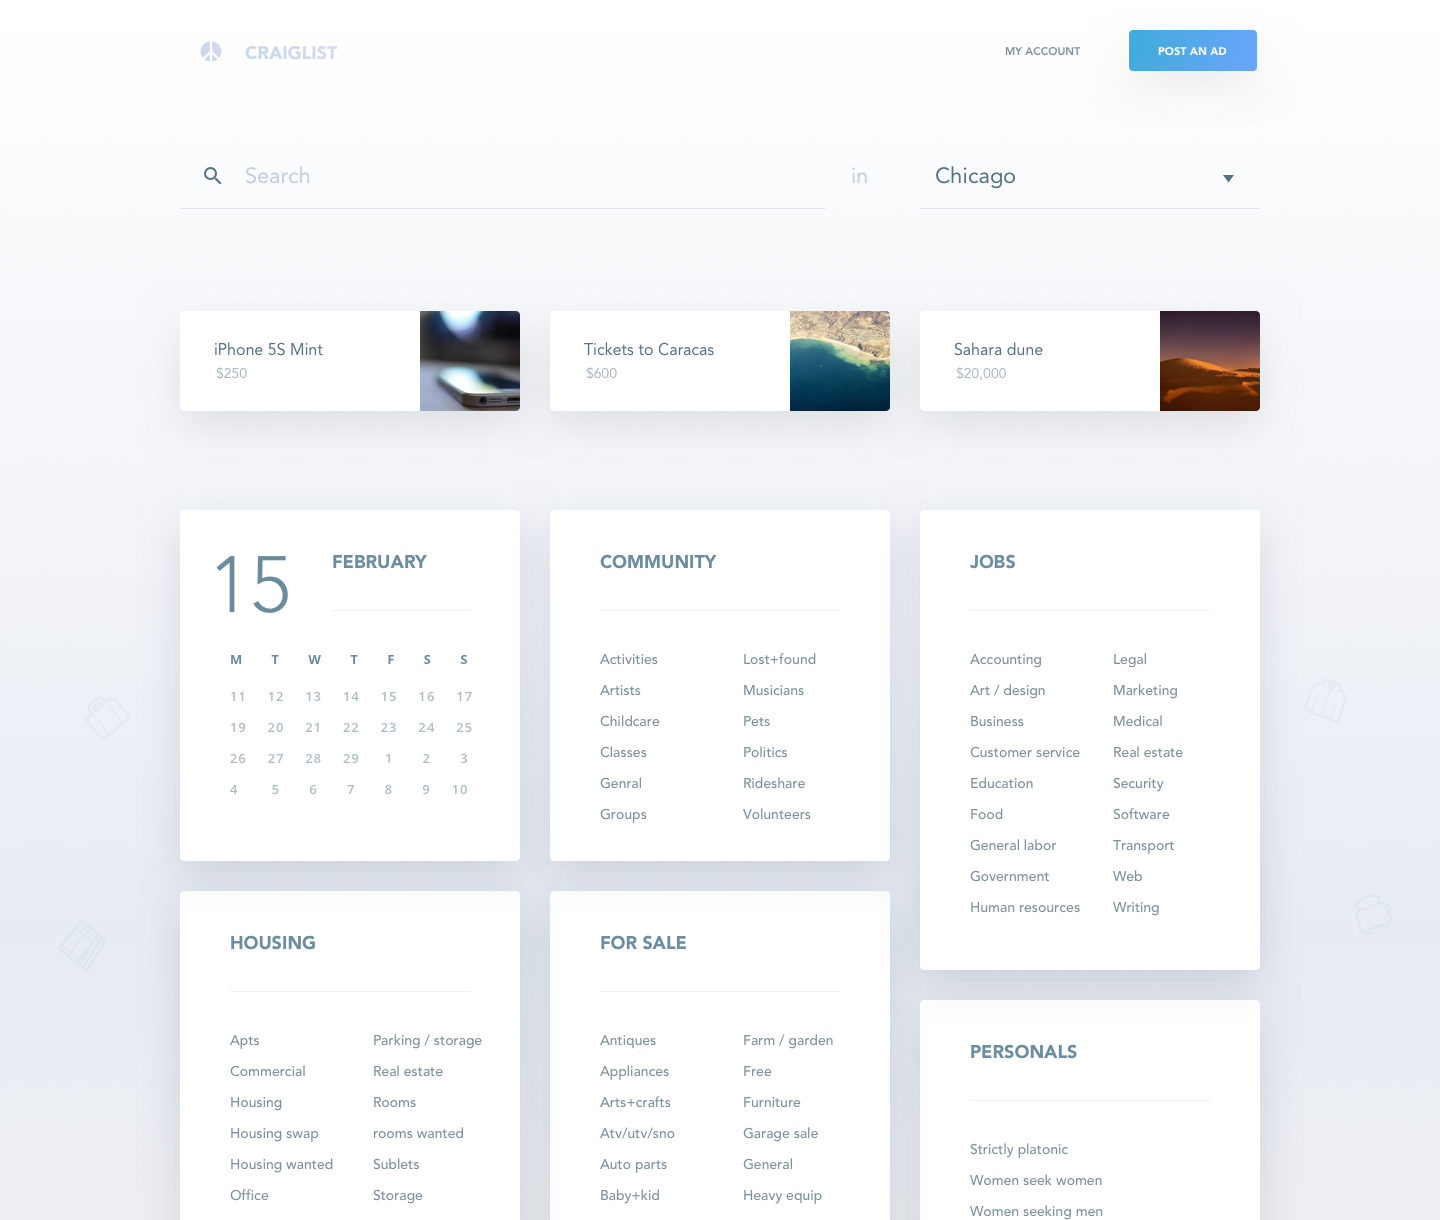 CRAIGLIST
MY ACCOUNT
POST AN AD
Search
in
Chicago
iPhone 5S Mint
$250
Tickets to Caracas
$600
Sahara dune
$20,000
15
FEBRUARY
M T W T F S S
11 12 13 14 15 16 17
19 20 21 22 23 24 25
26 27 28 29 1 2 3
4 5 6 7 8 9 10
COMMUNITY
Activities
Artists
Childcare
Classes
Genral
Groups
Lost+found
Musicians
Pets
Politics
Rideshare
Volunteers
JOBS
Accounting
Art / design
Business
Customer service
Education
Food
General labor
Government
Human resources
Legal
Marketing
Medical
Real estate
Security
Software
Transport
Web
Writing
HOUSING
Apts
Commercial
Housing
Housing swap
Housing wanted
Office
Parking / storage
Real estate
Rooms
rooms wanted
Sublets
Storage
FOR SALE
Antiques
Appliances
Arts+crafts
Atv/utv/sno
Auto parts
Baby+kid
Farm / garden
Free
Furniture
Garage sale
General
Heavy equip
PERSONALS
Strictly platonic
Women seek women
Women seeking men